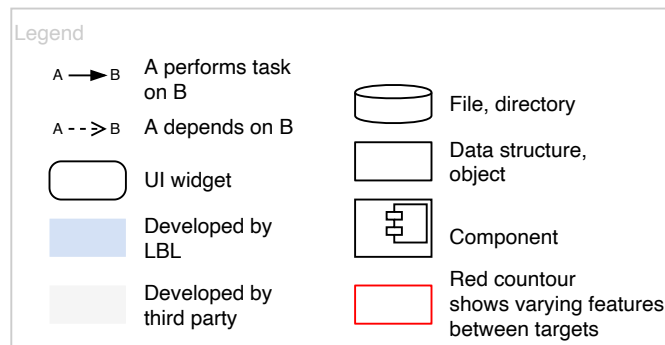 Legend
A B A performs task
on B
A B A depends on B
UI widget
Developed by
LBL
Developed by
third party
File, directory
Data structure,
object
Component
Red countour
shows varying features
between targets